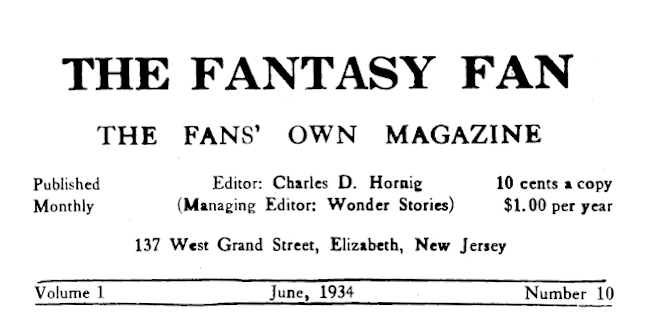 THE FANTASY FAN
THE FANS' OWN MAGAZINE
Published Editor: Charles D. Hornig 10 cents a copy
Monthly (Managing Editor: Wonder Stories) $1.00 per year
137 West Grand Street, Elizabeth, New Jersey
Volume 1 June, 1934 Number 10